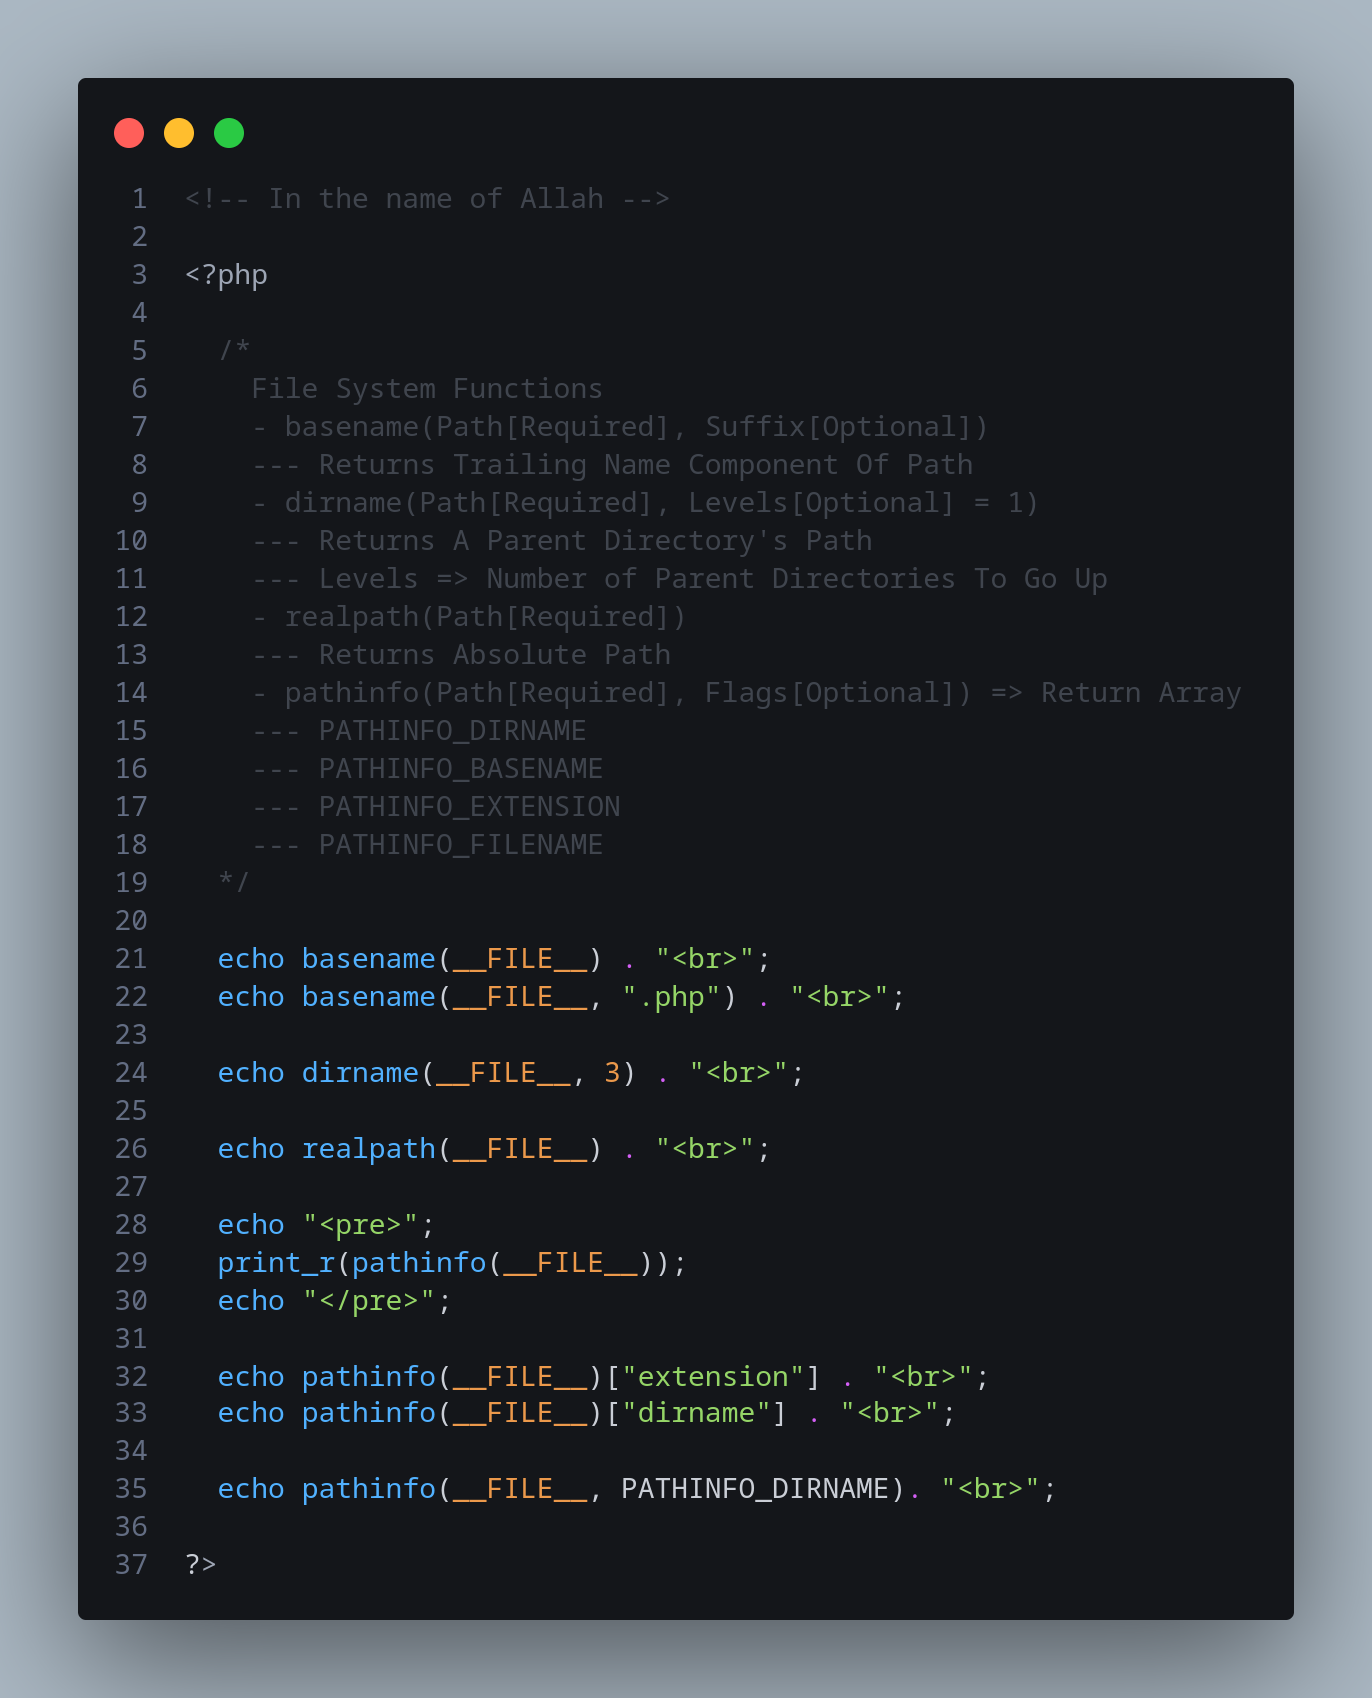 1 <!-- In the name of Allah -->
2
3 <?php
4
5   /*
6     File System Functions
7     - basename(Path[Required], Suffix[Optional])
8     --- Returns Trailing Name Component Of Path
9     - dirname(Path[Required], Levels[Optional] = 1)
10     --- Returns A Parent Directory's Path
11     --- Levels => Number of Parent Directories To Go Up
12     - realpath(Path[Required])
13     --- Returns Absolute Path
14     - pathinfo(Path[Required], Flags[Optional]) => Return Array
15     --- PATHINFO_DIRNAME
16     --- PATHINFO_BASENAME
17     --- PATHINFO_EXTENSION
18     --- PATHINFO_FILENAME
19   */
20
21   echo basename(__FILE__) . "<br>";
22   echo basename(__FILE__, ".php") . "<br>";
23
24   echo dirname(__FILE__, 3) . "<br>";
25
26   echo realpath(__FILE__) . "<br>";
27
28   echo "<pre>";
29   print_r(pathinfo(__FILE__));
30   echo "</pre>";
31
32   echo pathinfo(__FILE__)["extension"] . "<br>";
33   echo pathinfo(__FILE__)["dirname"] . "<br>";
34
35   echo pathinfo(__FILE__, PATHINFO_DIRNAME). "<br>";
36
37 ?>